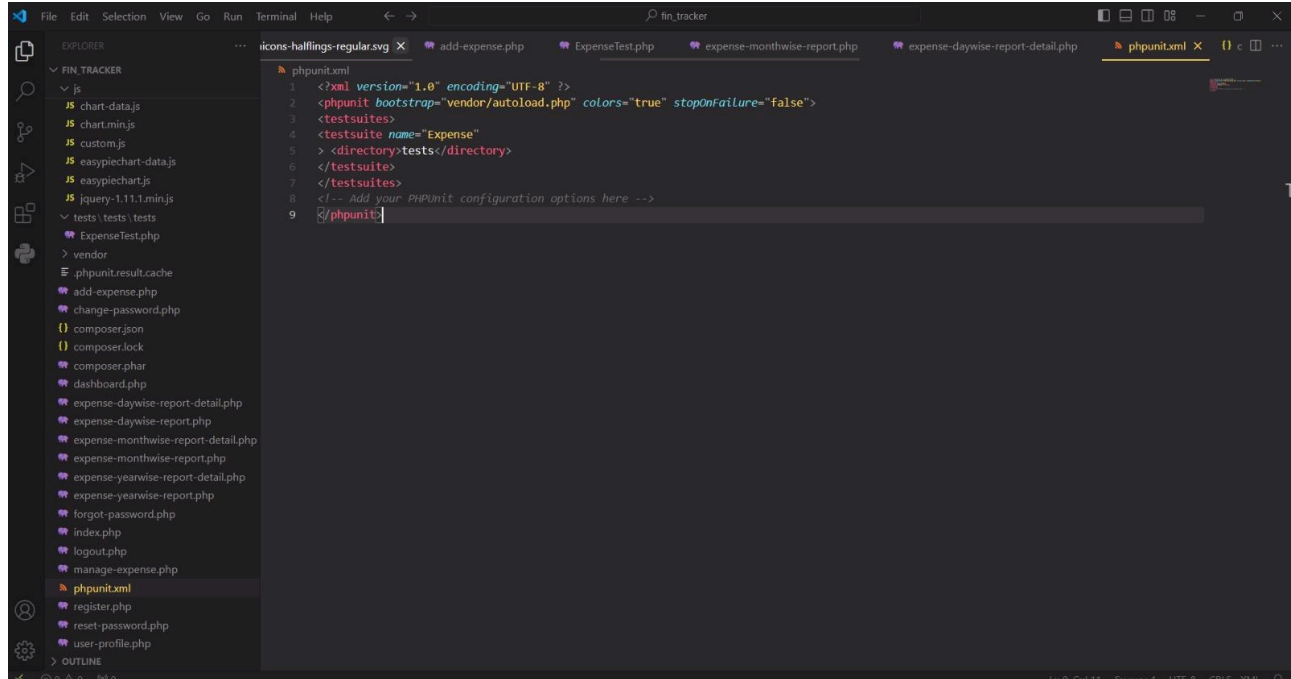 File Edit Selection View Go Run Terminal Help
fin_tracker
EXPLORER
icons-halflings-regular.svg
add-expense.php
ExpenseTest.php
expense-monthwise-report.php
expense-daywise-report-detail.php
phpunit.xml
{} c
FIN_TRACKER
js
JS chart-data.js
JS chart.min.js
JS custom.js
JS easypiechart-data.js
JS easypiechart.js
JS jquery-1.11.1.min.js
tests\tests\tests
ExpenseTest.php
vendor
.phpunit.result.cache
add-expense.php
change-password.php
{} composer.json
{} composer.lock
composer.phar
dashboard.php
expense-daywise-report-detail.php
expense-daywise-report.php
expense-monthwise-report-detail.php
expense-monthwise-report.php
expense-yearwise-report-detail.php
expense-yearwise-report.php
forgot-password.php
index.php
logout.php
manage-expense.php
phpunit.xml
register.php
reset-password.php
user-profile.php
OUTLINE
phpunit.xml
1 <?xml version="1.0" encoding="UTF-8" ?>
2 <phpunit bootstrap="vendor/autoload.php" colors="true" stopOnFailure="false">
3 <testsuites>
4 <testsuite name="Expense"
5 > <directory>tests</directory>
6 </testsuite>
7 </testsuites>
8 <!-- Add your PHPUnit configuration options here -->
9 </phpunit>